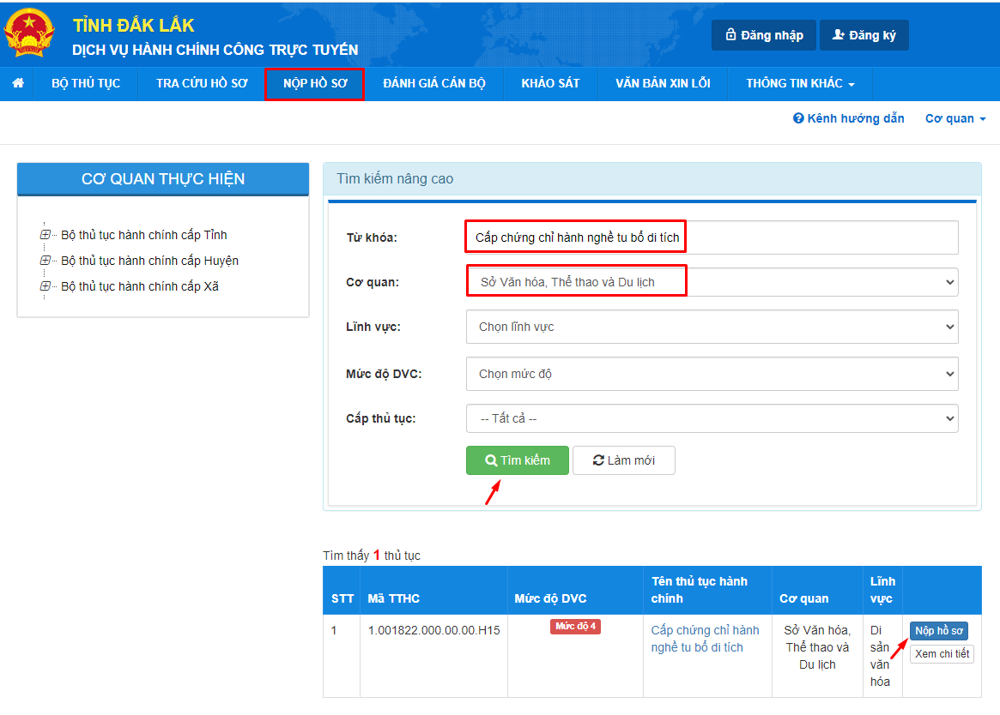 TỈNH ĐẮK LẮK
DỊCH VỤ HÀNH CHÍNH CÔNG TRỰC TUYẾN
Đăng nhập
Đăng ký
BỘ THỦ TỤC
TRA CỨU HỒ SƠ
NỘP HỒ SƠ
ĐÁNH GIÁ CÁN BỘ
KHẢO SÁT
VĂN BẢN XIN LỖI
THÔNG TIN KHÁC
Kênh hướng dẫn
Cơ quan
CƠ QUAN THỰC HIỆN
Bộ thủ tục hành chính cấp Tỉnh
Bộ thủ tục hành chính cấp Huyện
Bộ thủ tục hành chính cấp Xã
Tìm kiếm nâng cao
Từ khóa:
Cấp chứng chỉ hành nghề tu bổ di tích
Cơ quan:
Sở Văn hóa, Thể thao và Du lịch
Lĩnh vực:
Chọn lĩnh vực
Mức độ DVC:
Chọn mức độ
Cấp thủ tục:
-- Tất cả --
Tìm kiếm
Làm mới
Tìm thấy 1 thủ tục
STT
Mã TTHC
Mức độ DVC
Tên thủ tục hành
chính
Cơ quan
Lĩnh
vực
1
1.001822.000.00.00.H15
Mức độ 4
Cấp chứng chỉ hành
nghề tu bổ di tích
Sở Văn hóa,
Thể thao và
Du lịch
Di
sản
văn
hóa
Nộp hồ sơ
Xem chi tiết